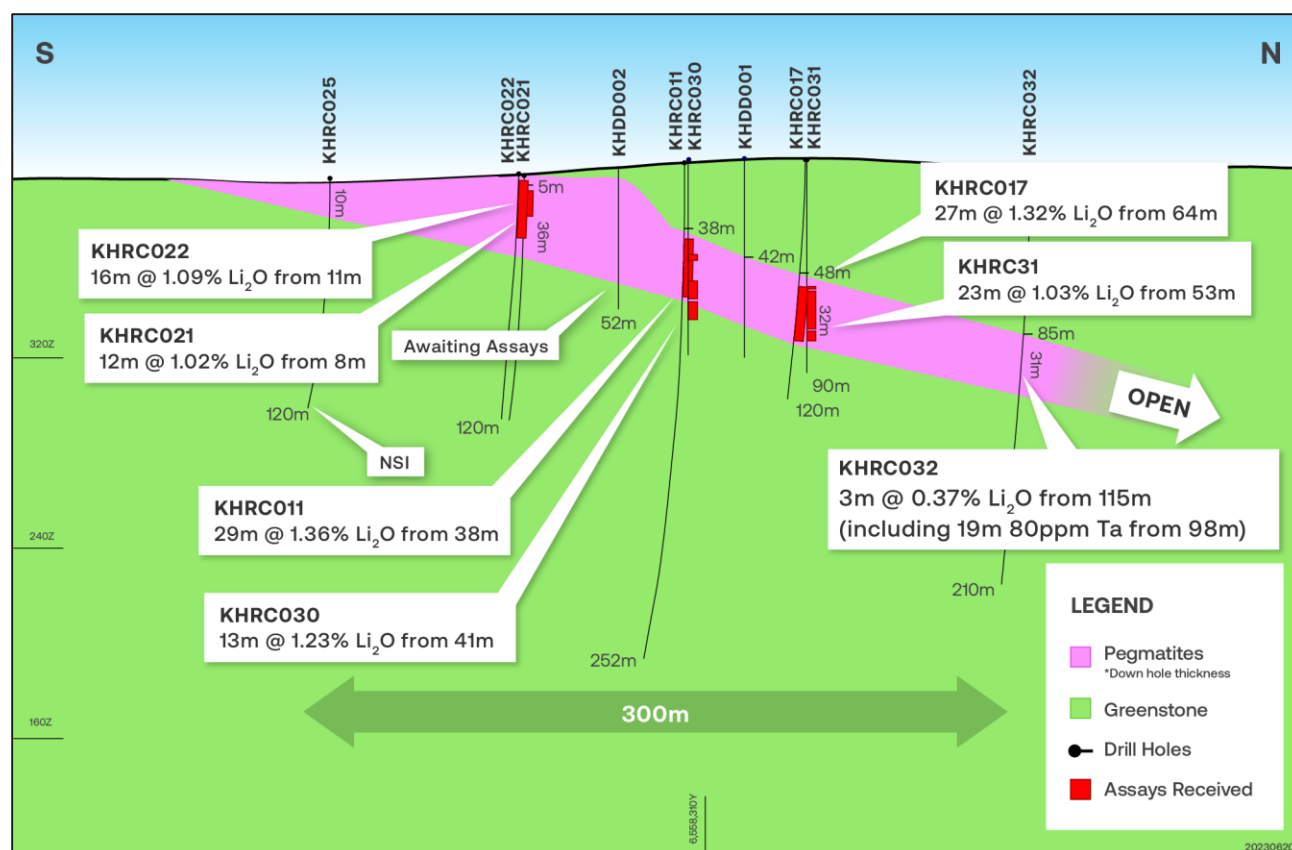 S
N
KHRC025
KHRC022
KHRC021
KHDD002
KHRC011
KHRC030
KHDD001
KHRC017
KHRC031
KHRC032
10m
5m
36m
38m
42m
48m
32m
85m
31m
KHRC017
27m @ 1.32% Li₂O from 64m
KHRC31
23m @ 1.03% Li₂O from 53m
KHRC022
16m @ 1.09% Li₂O from 11m
KHRC021
12m @ 1.02% Li₂O from 8m
Awaiting Assays
52m
320Z
90m
120m
120m
120m
NSI
OPEN
KHRC011
29m @ 1.36% Li₂O from 38m
KHRC032
3m @ 0.37% Li₂O from 115m
(including 19m 80ppm Ta from 98m)
240Z
210m
KHRC030
13m @ 1.23% Li₂O from 41m
252m
300m
160Z
6,558,310Y
LEGEND
Pegmatites
*Down hole thickness
Greenstone
Drill Holes
Assays Received
20230620